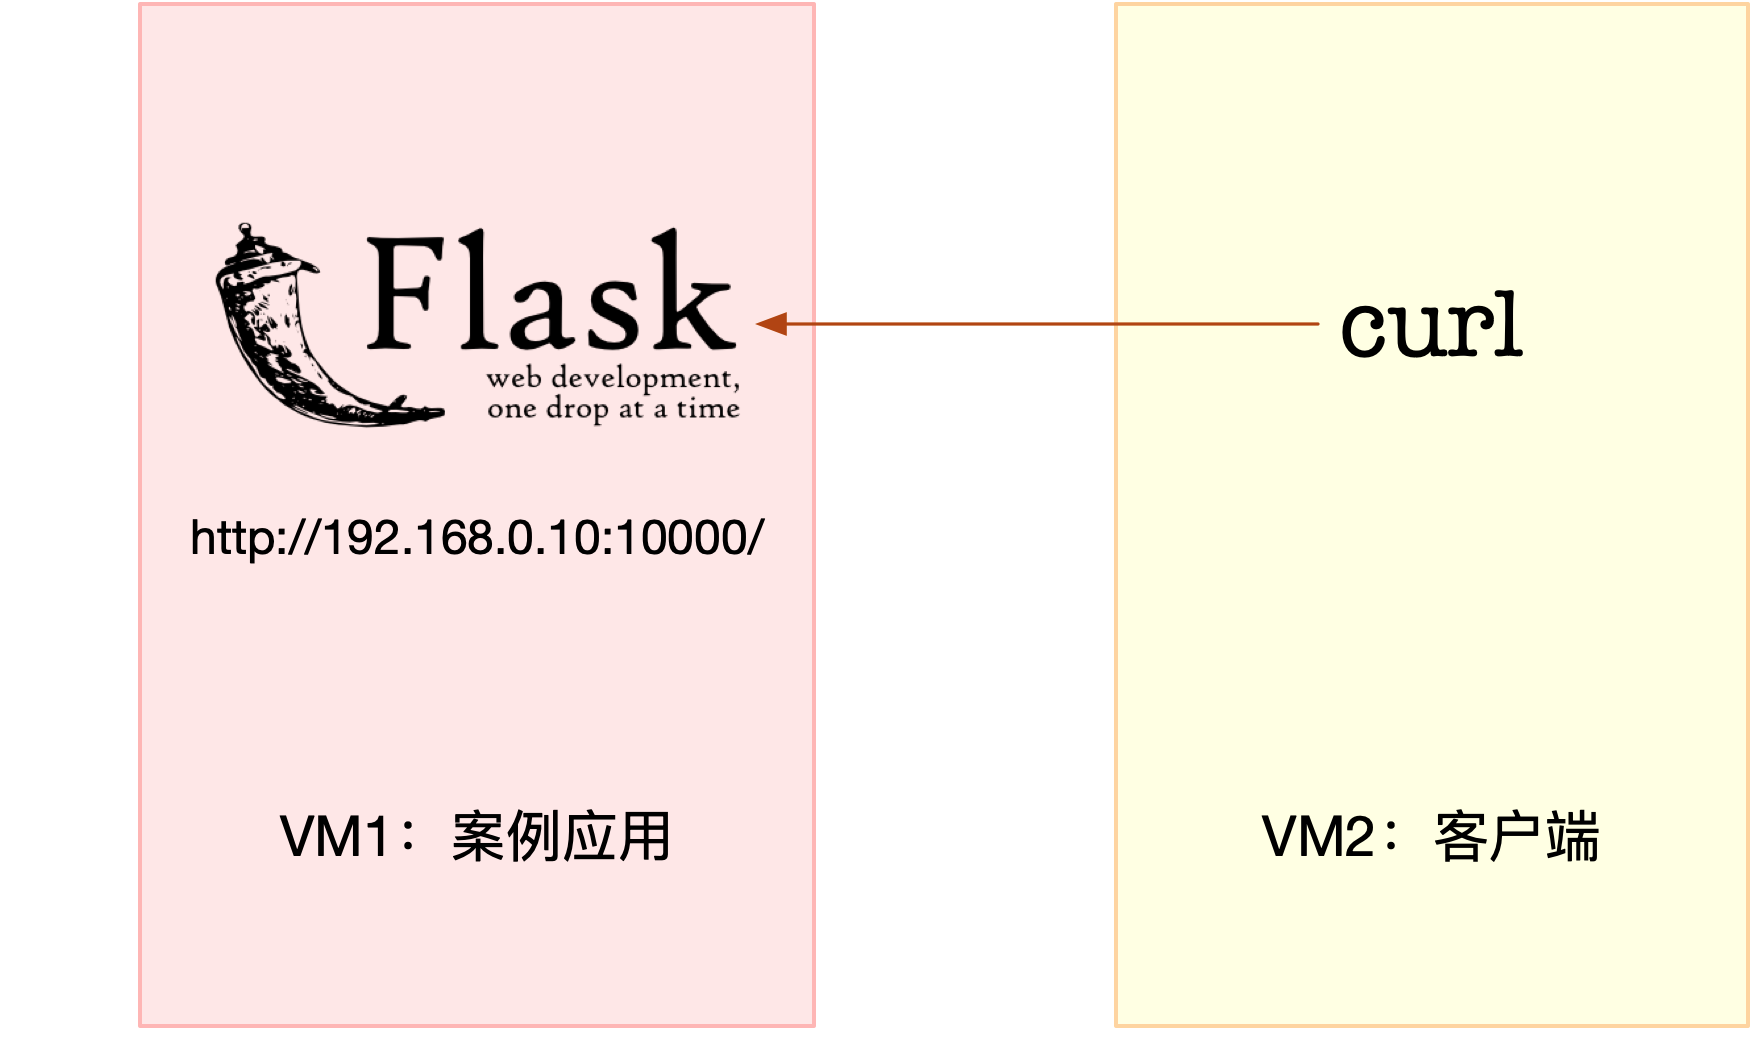 Flask
web development,
one drop at a time
http://192.168.0.10:10000/
VM1：案例应用
curl
VM2：客户端